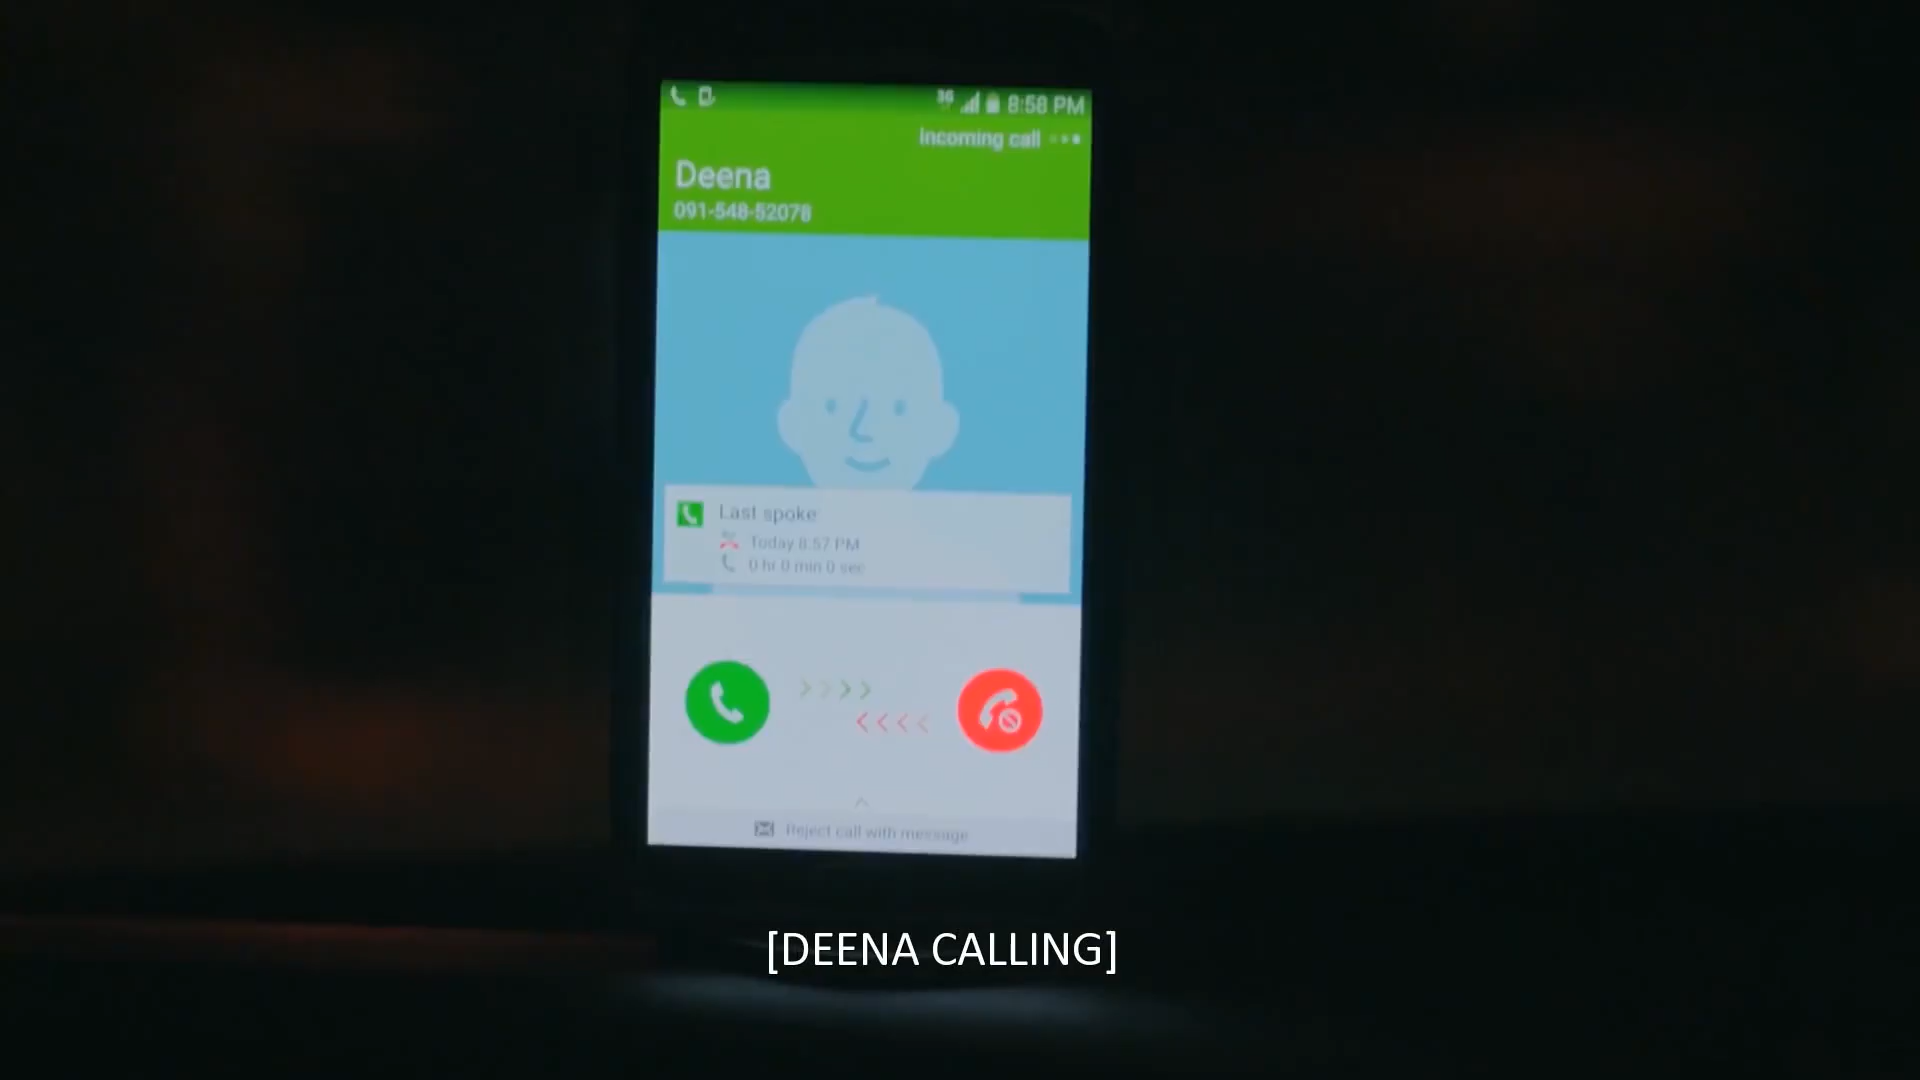 3G 8:58 PM
Incoming call
Deena
091-548-52078
Last spoke
Today 8:57 PM
0 hr 0 min 0 sec
Reject call with message
[DEENA CALLING]